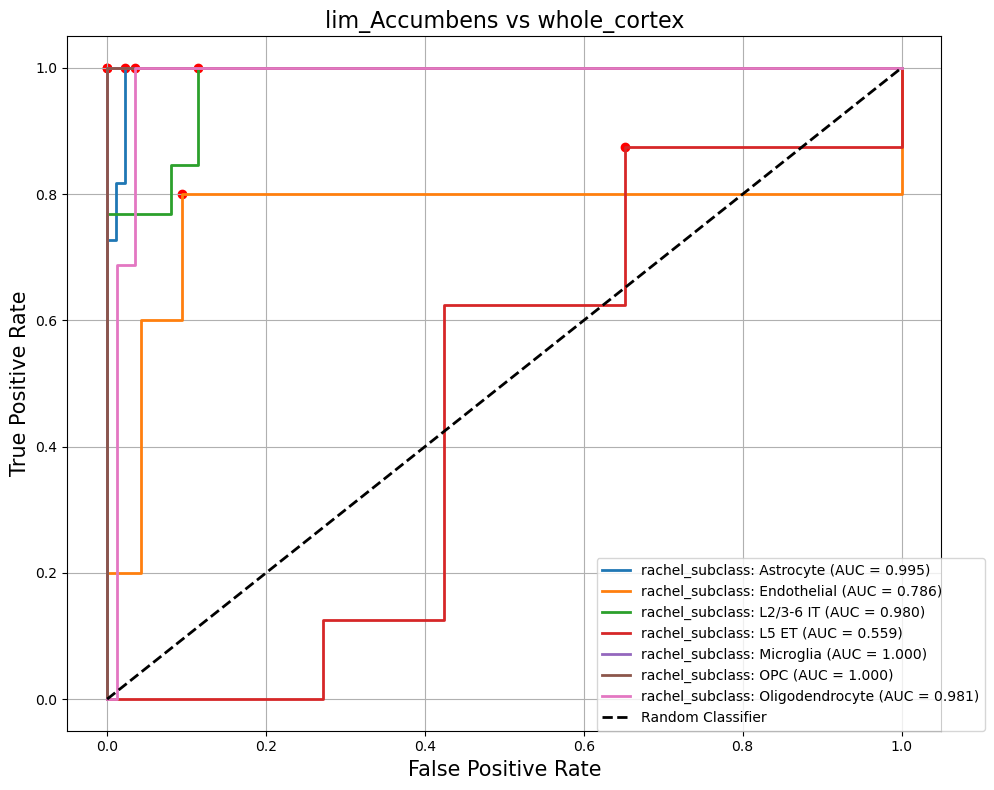 lim_Accumbens vs whole_cortex
True Positive Rate
1.0
0.8
0.6
0.4
0.2
0.0
rachel_subclass: Astrocyte (AUC = 0.995)
rachel_subclass: Endothelial (AUC = 0.786)
rachel_subclass: L2/3-6 IT (AUC = 0.980)
rachel_subclass: L5 ET (AUC = 0.559)
rachel_subclass: Microglia (AUC = 1.000)
rachel_subclass: OPC (AUC = 1.000)
rachel_subclass: Oligodendrocyte (AUC = 0.981)
Random Classifier
0.0 0.2 0.4 0.6 0.8 1.0
False Positive Rate